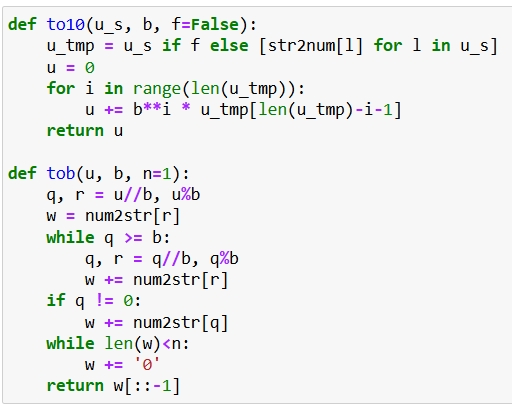 def to10(u_s, b, f=False):
    u_tmp = u_s if f else [str2num[l] for l in u_s]
    u = 0
    for i in range(len(u_tmp)):
        u += b**i * u_tmp[len(u_tmp)-i-1]
    return u

def tob(u, b, n=1):
    q, r = u//b, u%b
    w = num2str[r]
    while q >= b:
        q, r = q//b, q%b
        w += num2str[r]
    if q != 0:
        w += num2str[q]
    while len(w)<n:
        w += '0'
    return w[::-1]